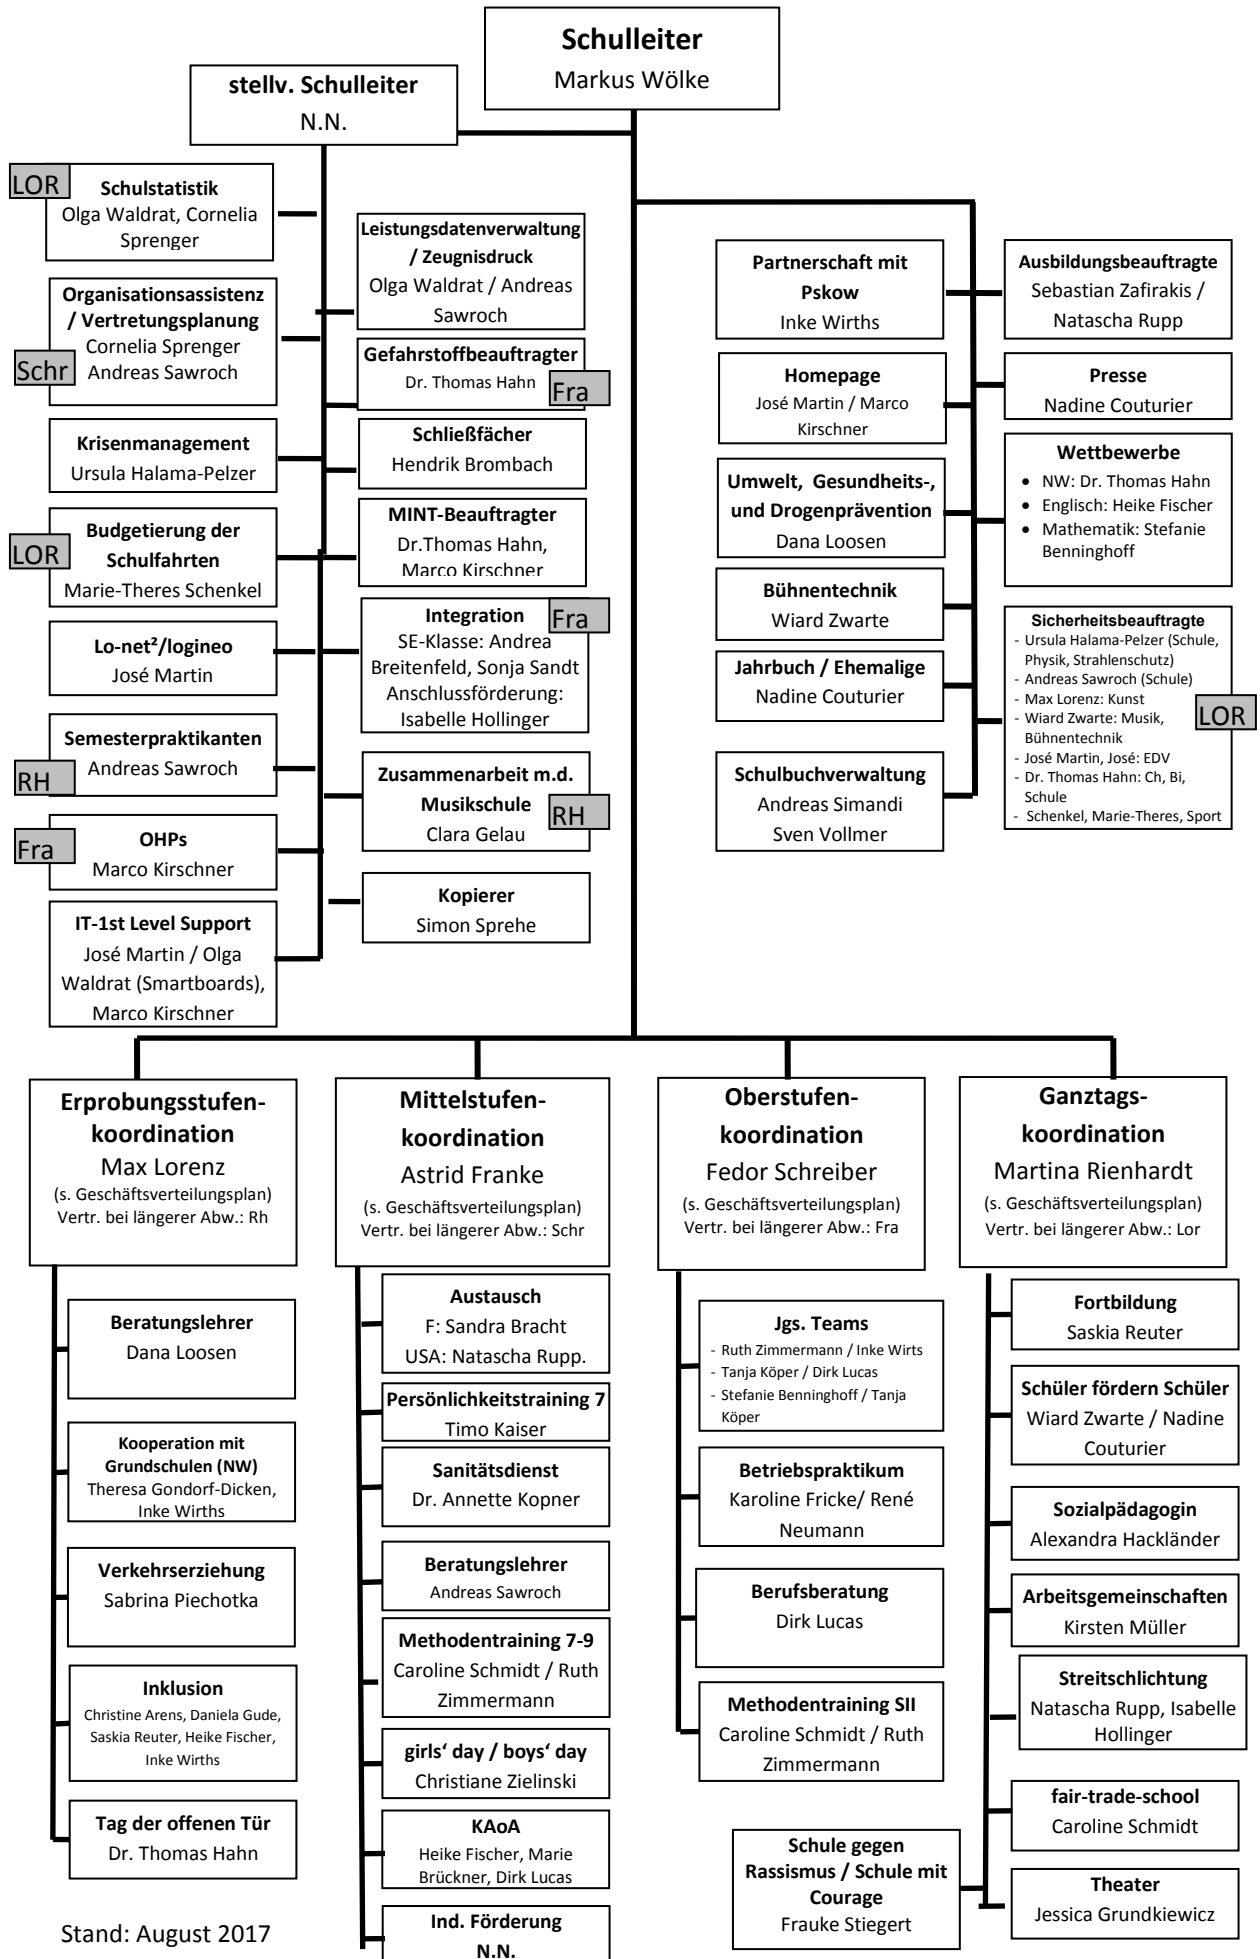 Schulleiter
Markus Wölke
stellv. Schulleiter
N.N.
LOR
Schulstatistik
Olga Waldrat, Cornelia
Sprenger
Organisationsassistenz
/ Vertretungsplanung
Cornelia Sprenger
Andreas Sawroch
Schr
Krisenmanagement
Ursula Halama-Pelzer
Budgetierung der
Schulfahrten
Marie-Theres Schenkel
LOR
Lo-net²/logineo
José Martin
Semesterpraktikanten
Andreas Sawroch
RH
OHPs
Marco Kirschner
Fra
IT-1st Level Support
José Martin / Olga
Waldrat (Smartboards),
Marco Kirschner
Leistungsdatenverwaltung
/ Zeugnisdruck
Olga Waldrat / Andreas
Sawroch
Gefahrstoffbeauftragter
Dr. Thomas Hahn
Fra
Schließfächer
Hendrik Brombach
MINT-Beauftragter
Dr.Thomas Hahn,
Marco Kirschner
Integration
Fra
SE-Klasse: Andrea
Breitenfeld, Sonja Sandt
Anschlussförderung:
Isabelle Hollinger
Zusammenarbeit m.d.
Musikschule
Clara Gelau
RH
Kopierer
Simon Sprehe
Partnerschaft mit
Pskow
Inke Wirths
Homepage
José Martin / Marco
Kirschner
Umwelt, Gesundheits-,
und Drogenprävention
Dana Loosen
Bühnentechnik
Wiard Zwarte
Jahrbuch / Ehemalige
Nadine Couturier
Schulbuchverwaltung
Andreas Simandi
Sven Vollmer
Ausbildungsbeauftragte
Sebastian Zafirakis /
Natascha Rupp
Presse
Nadine Couturier
Wettbewerbe
• NW: Dr. Thomas Hahn
• Englisch: Heike Fischer
• Mathematik: Stefanie
Benninghoff
Sicherheitsbeauftragte
- Ursula Halama-Pelzer (Schule,
Physik, Strahlenschutz)
- Andreas Sawroch (Schule)
- Max Lorenz: Kunst
- Wiard Zwarte: Musik,
Bühnentechnik
- José Martin, José: EDV
- Dr. Thomas Hahn: Ch, Bi,
Schule
- Schenkel, Marie-Theres, Sport
LOR
Erprobungsstufen-
koordination
Max Lorenz
(s. Geschäftsverteilungsplan)
Vertr. bei längerer Abw.: Rh
Beratungslehrer
Dana Loosen
Kooperation mit
Grundschulen (NW)
Theresa Gondorf-Dicken,
Inke Wirths
Verkehrserziehung
Sabrina Piechotka
Inklusion
Christine Arens, Daniela Gude,
Saskia Reuter, Heike Fischer,
Inke Wirths
Tag der offenen Tür
Dr. Thomas Hahn
Mittelstufen-
koordination
Astrid Franke
(s. Geschäftsverteilungsplan)
Vertr. bei längerer Abw.: Schr
Austausch
F: Sandra Bracht
USA: Natascha Rupp.
Persönlichkeitstraining 7
Timo Kaiser
Sanitätsdienst
Dr. Annette Kopner
Beratungslehrer
Andreas Sawroch
Methodentraining 7-9
Caroline Schmidt / Ruth
Zimmermann
girls‘ day / boys‘ day
Christiane Zielinski
KAoA
Heike Fischer, Marie
Brückner, Dirk Lucas
Ind. Förderung
N.N.
Oberstufen-
koordination
Fedor Schreiber
(s. Geschäftsverteilungsplan)
Vertr. bei längerer Abw.: Fra
Jgs. Teams
- Ruth Zimmermann / Inke Wirts
- Tanja Köper / Dirk Lucas
- Stefanie Benninghoff / Tanja
Köper
Betriebspraktikum
Karoline Fricke/ René
Neumann
Berufsberatung
Dirk Lucas
Methodentraining SII
Caroline Schmidt / Ruth
Zimmermann
Ganztags-
koordination
Martina Rienhardt
(s. Geschäftsverteilungsplan)
Vertr. bei längerer Abw.: Lor
Fortbildung
Saskia Reuter
Schüler fördern Schüler
Wiard Zwarte / Nadine
Couturier
Sozialpädagogin
Alexandra Hackländer
Arbeitsgemeinschaften
Kirsten Müller
Streitschlichtung
Natascha Rupp, Isabelle
Hollinger
fair-trade-school
Caroline Schmidt
Schule gegen
Rassismus / Schule mit
Courage
Frauke Stiegert
Theater
Jessica Grundkiewicz
Stand: August 2017